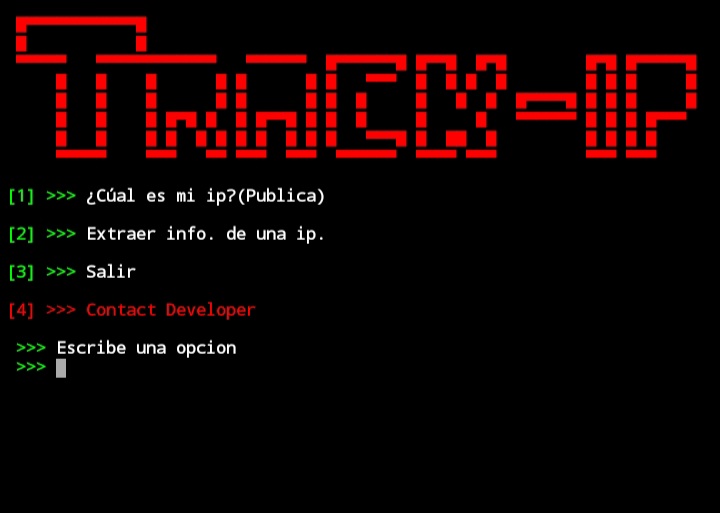 TRACK-IP
[1] >>> ¿Cúal es mi ip?(Publica)
[2] >>> Extraer info. de una ip.
[3] >>> Salir
[4] >>> Contact Developer
>>> Escribe una opcion
>>>